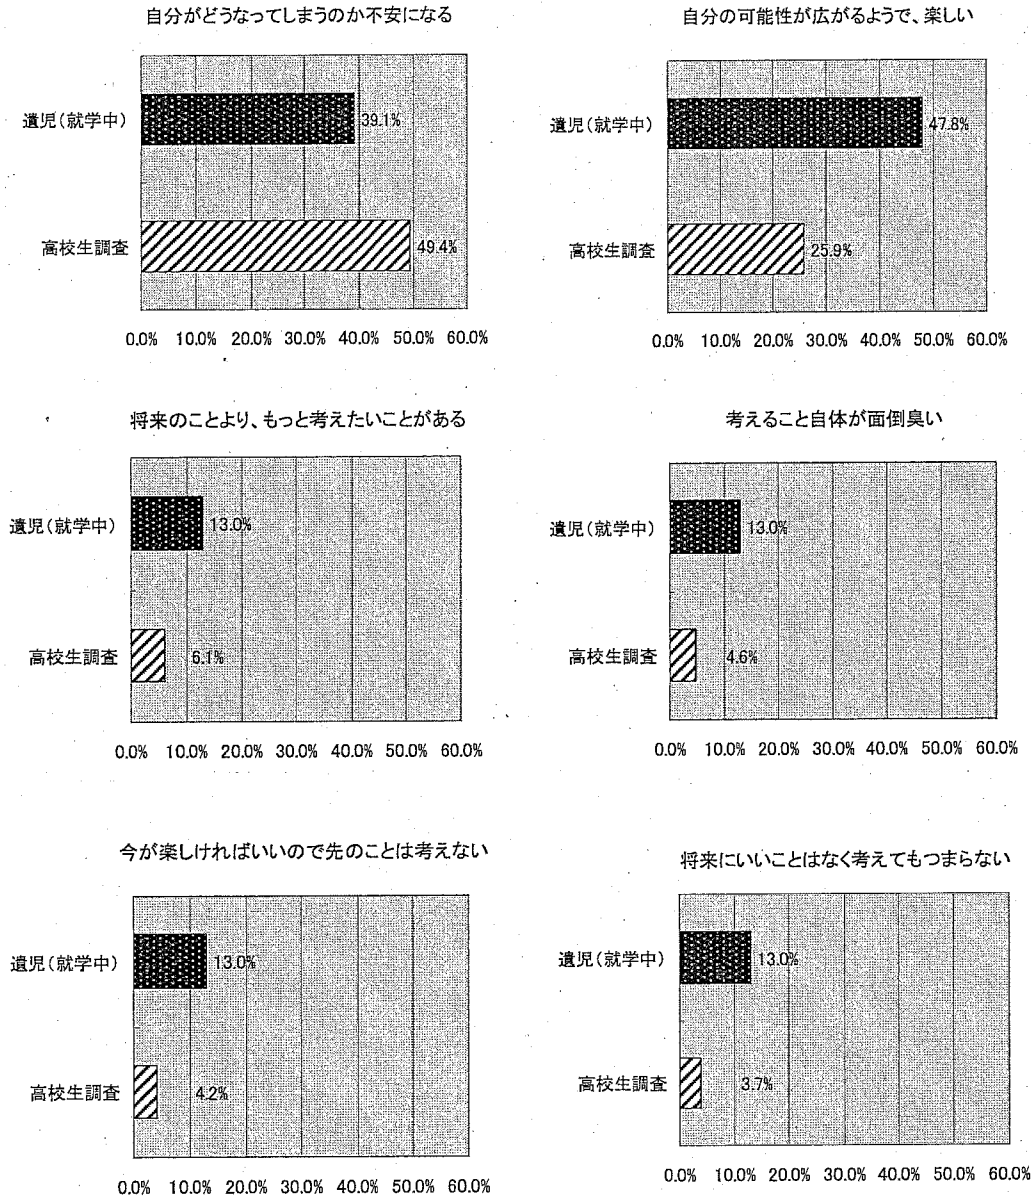 自分がどうなってしまうのか不安になる
遺児(就学中)
39.1%
高校生調査
49.4%
0.0% 10.0% 20.0% 30.0% 40.0% 50.0% 60.0%
自分の可能性が広がるようで、楽しい
遺児(就学中)
47.8%
高校生調査
25.9%
0.0% 10.0% 20.0% 30.0% 40.0% 50.0% 60.0%
将来のことより、もっと考えたいことがある
遺児(就学中)
13.0%
高校生調査
6.1%
0.0% 10.0% 20.0% 30.0% 40.0% 50.0% 60.0%
考えること自体が面倒臭い
遺児(就学中)
13.0%
高校生調査
4.6%
0.0% 10.0% 20.0% 30.0% 40.0% 50.0% 60.0%
今が楽しければいいので先のことは考えない
遺児(就学中)
13.0%
高校生調査
4.2%
0.0% 10.0% 20.0% 30.0% 40.0% 50.0% 60.0%
将来にいいことはなく考えてもつまらない
遺児(就学中)
13.0%
高校生調査
3.7%
0.0% 10.0% 20.0% 30.0% 40.0% 50.0% 60.0%